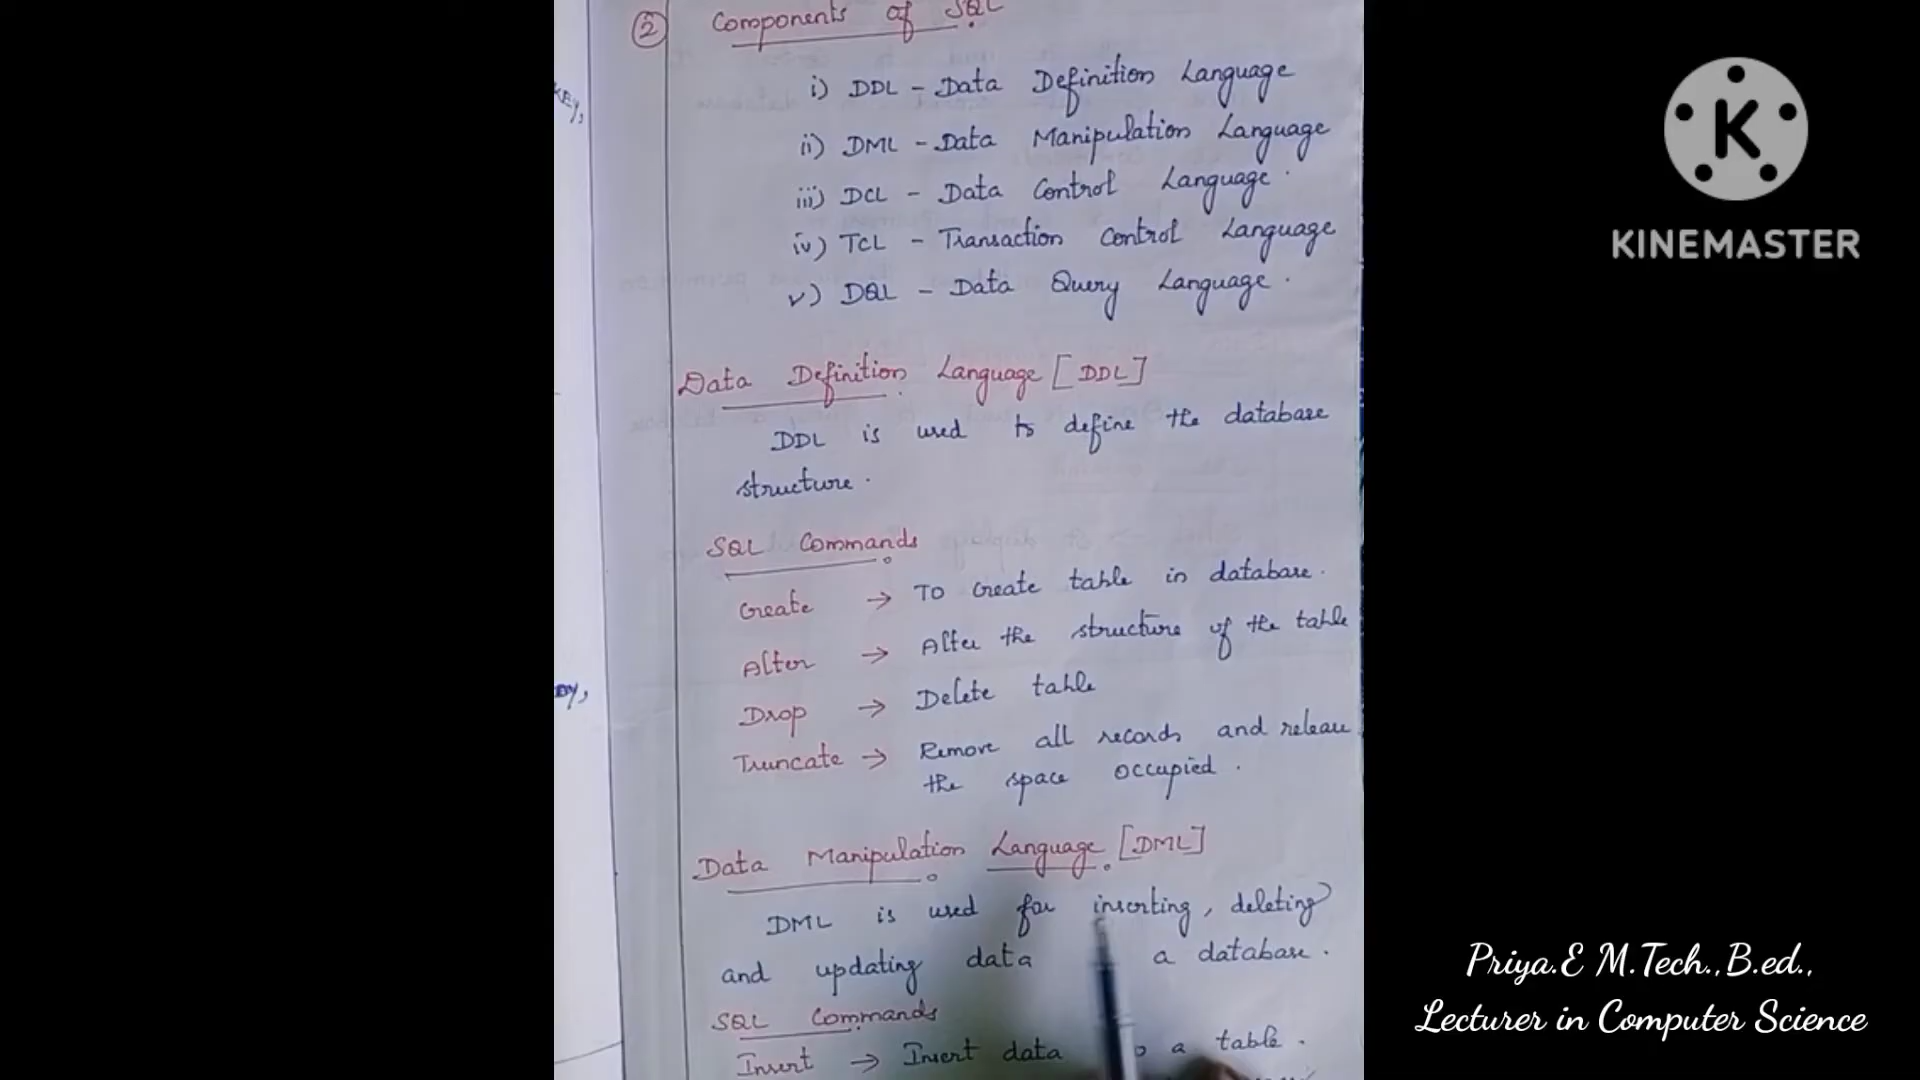 ② Components of SQL
i) DDL - Data Definition Language
KEY,
ii) DML - Data Manipulation Language
iii) DCL - Data Control Language.
iv) TCL - Transaction Control Language
v) DQL - Data Query Language.
Data Definition Language [DDL]
DDL is used to define the database
structure.
SQL Commands
Create → To Create table in database.
Alter → Alter the structure of the table
Drop → Delete table
Truncate → Remove all records and release
the space occupied.
Data Manipulation Language [DML]
DML is used for inserting, deleting
and updating data a database.
SQL Commands
Insert → Insert data a table.
K
KINEMASTER
Priya.E M.Tech.,B.ed.,
Lecturer in Computer Science